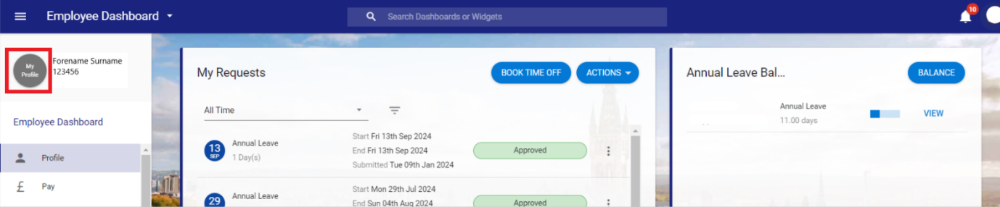 Employee Dashboard
Search Dashboards or Widgets
10
My
Profile
Forename Surname
123456
Employee Dashboard
Profile
£ Pay
My Requests
BOOK TIME OFF
ACTIONS
All Time
13
SEP
Annual Leave
1 Day(s)
Start Fri 13th Sep 2024
End Fri 13th Sep 2024
Submitted Tue 09th Jan 2024
Approved
29
Annual Leave
Start Mon 29th Jul 2024
End Sun 04th Aug 2024
Approved
Annual Leave Bal...
BALANCE
Annual Leave
11.00 days
VIEW